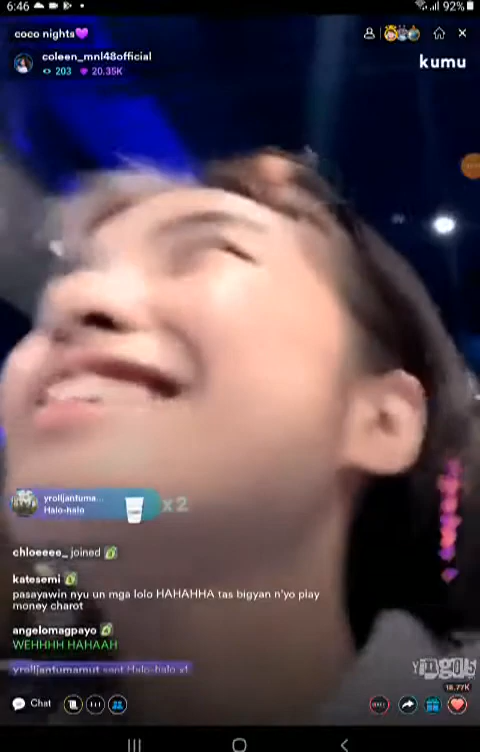 6:46
92%
coco nights💜
coleen_mnl48official
203 20.35K
kumu
yrolljantuma...
Halo-halo
x2
chloeeee_ joined
katesemi
pasayawin nyu un mga lolo HAHAHHA tas bigyan n'yo play
money charot
angelomagpayo
WEHHHH HAHAAH
yrolljantumamut sent Halo-halo x1
18.77K
Chat